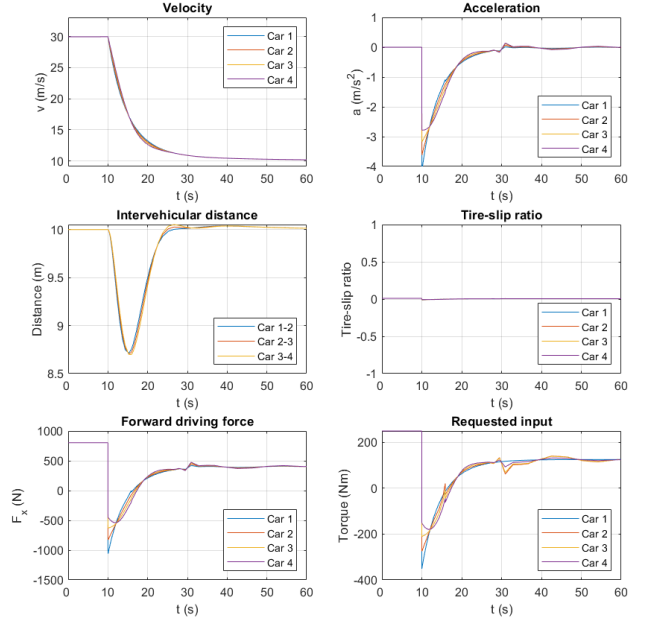 Velocity
30
25
20
15
10
v (m/s)
Car 1
Car 2
Car 3
Car 4
0 10 20 30 40 50 60
t (s)
Acceleration
1
0
-1
-2
-3
-4
a (m/s²)
Car 1
Car 2
Car 3
Car 4
0 10 20 30 40 50 60
t (s)
Intervehicular distance
10
9.5
9
8.5
Distance (m)
Car 1-2
Car 2-3
Car 3-4
0 10 20 30 40 50 60
t (s)
Tire-slip ratio
1
0.5
0
-0.5
-1
Tire-slip ratio
Car 1
Car 2
Car 3
Car 4
0 10 20 30 40 50 60
t (s)
Forward driving force
1000
500
0
-500
-1000
-1500
Fₓ (N)
Car 1
Car 2
Car 3
Car 4
0 10 20 30 40 50 60
t (s)
Requested input
200
0
-200
-400
Torque (Nm)
Car 1
Car 2
Car 3
Car 4
0 10 20 30 40 50 60
t (s)